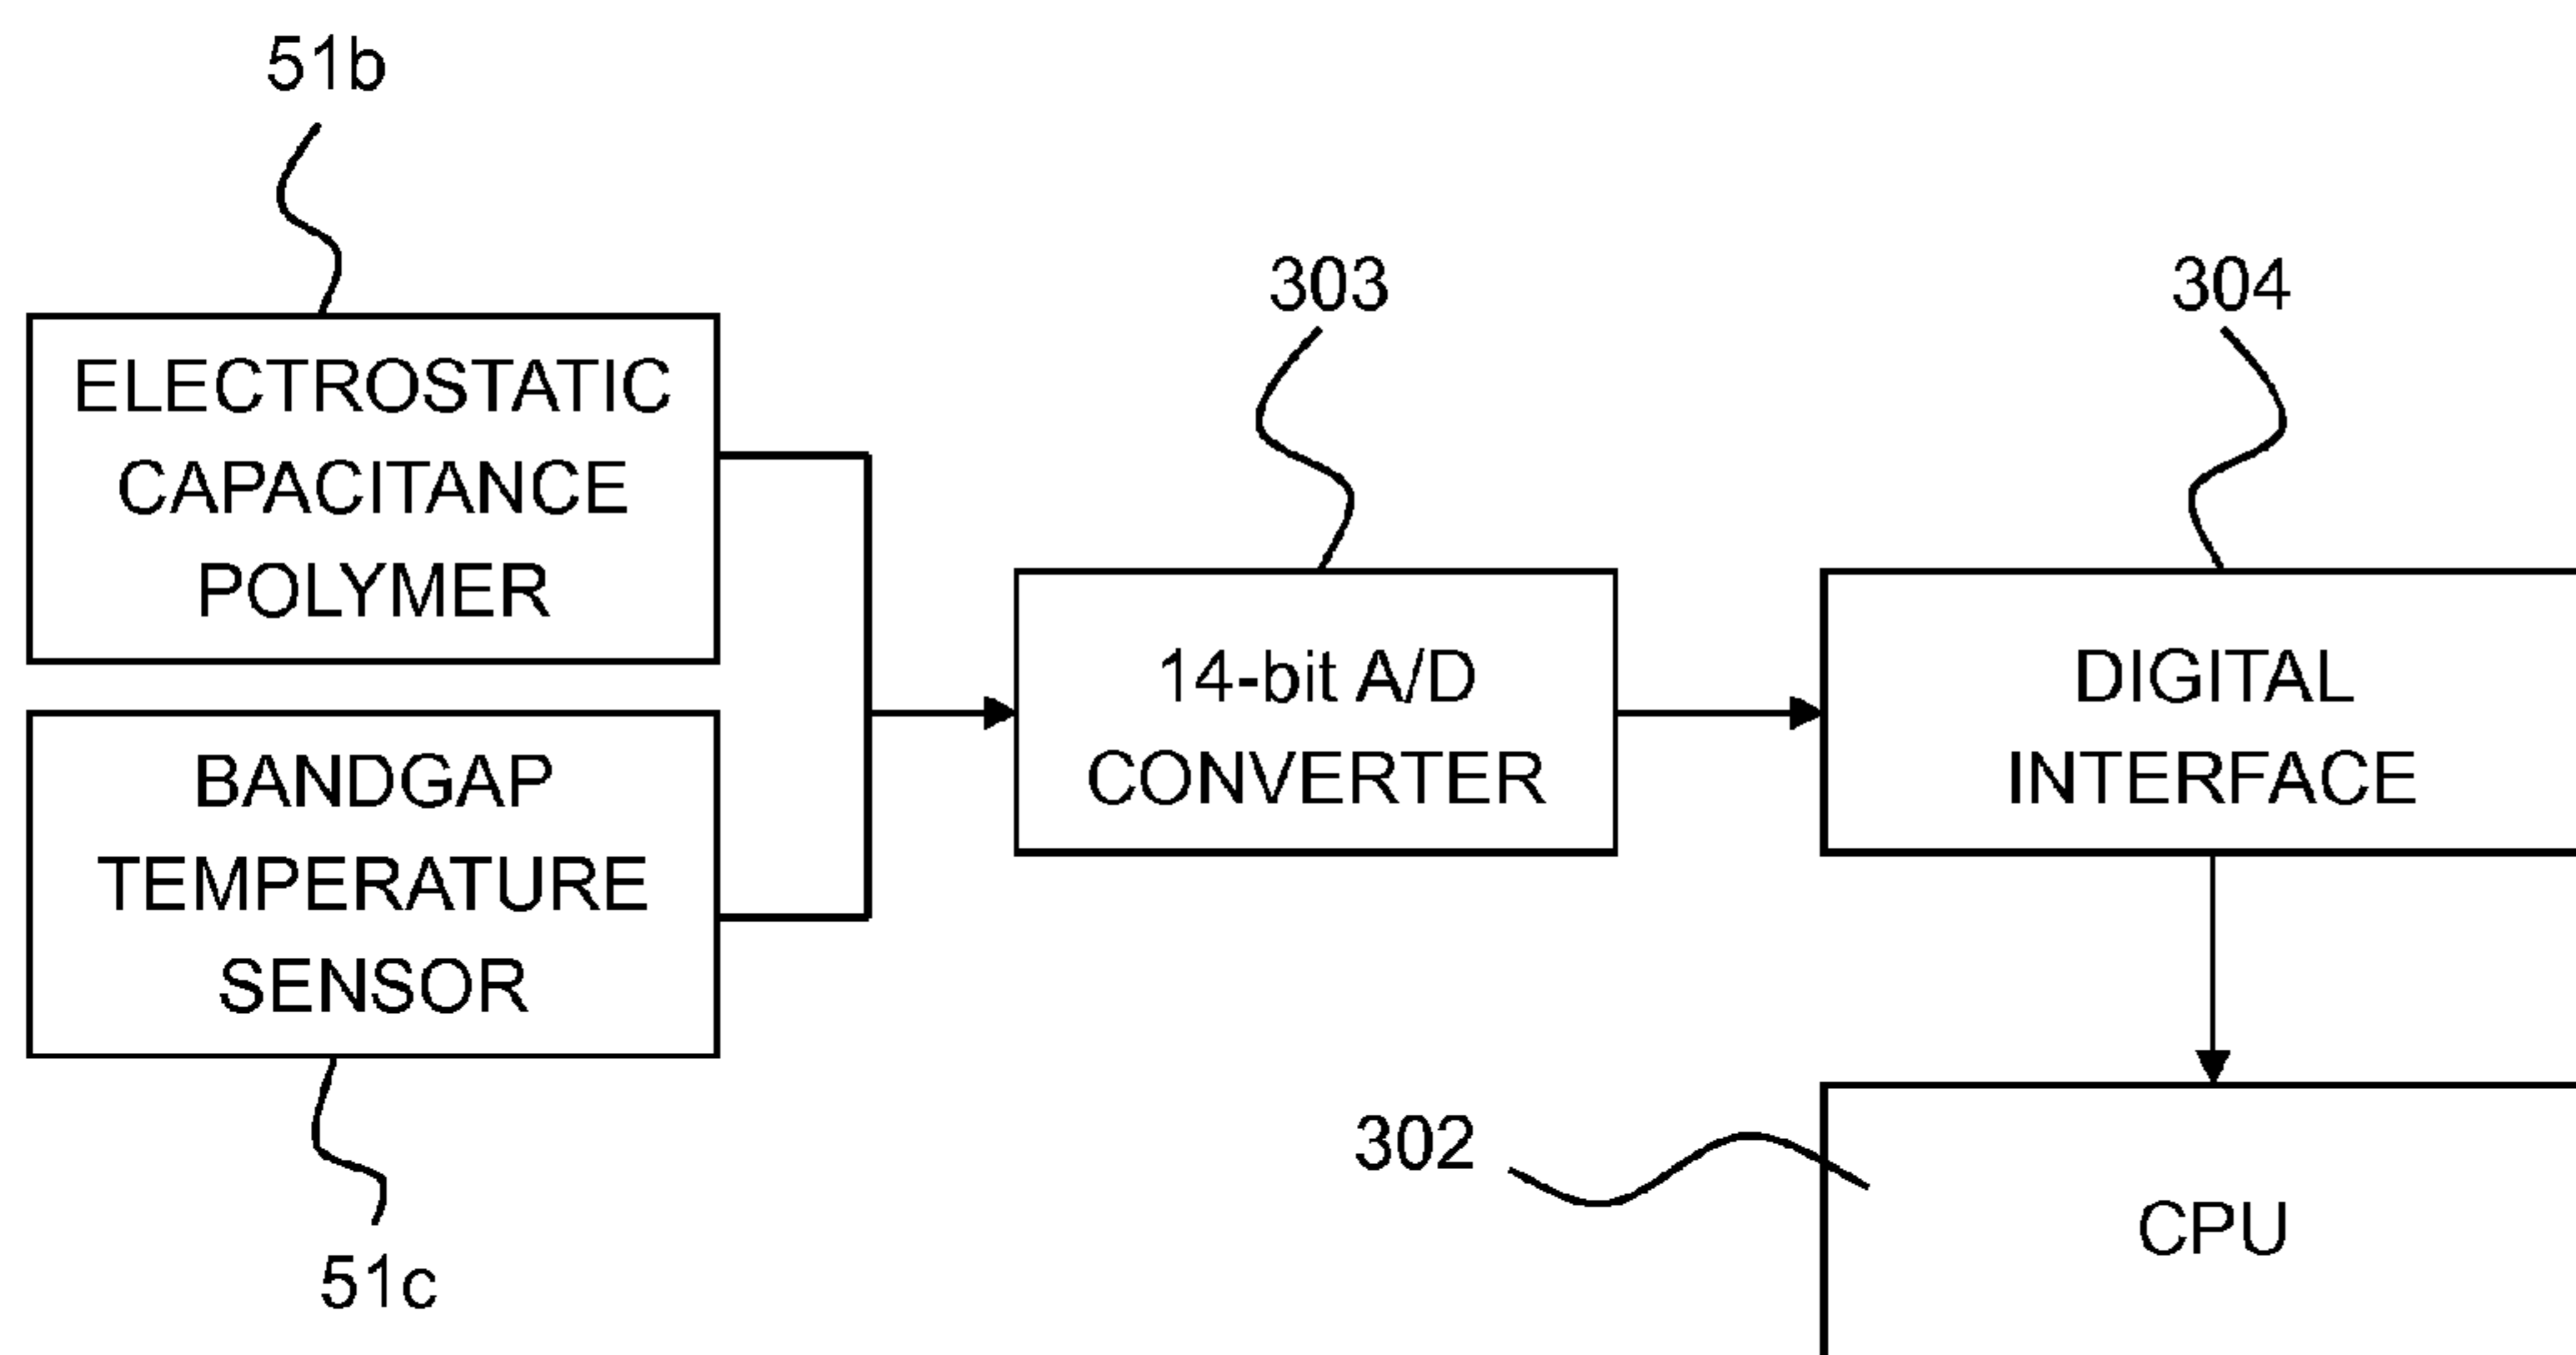 51b
ELECTROSTATIC
CAPACITANCE
POLYMER
BANDGAP
TEMPERATURE
SENSOR
51c
303
14-bit A/D
CONVERTER
304
DIGITAL
INTERFACE
302
CPU